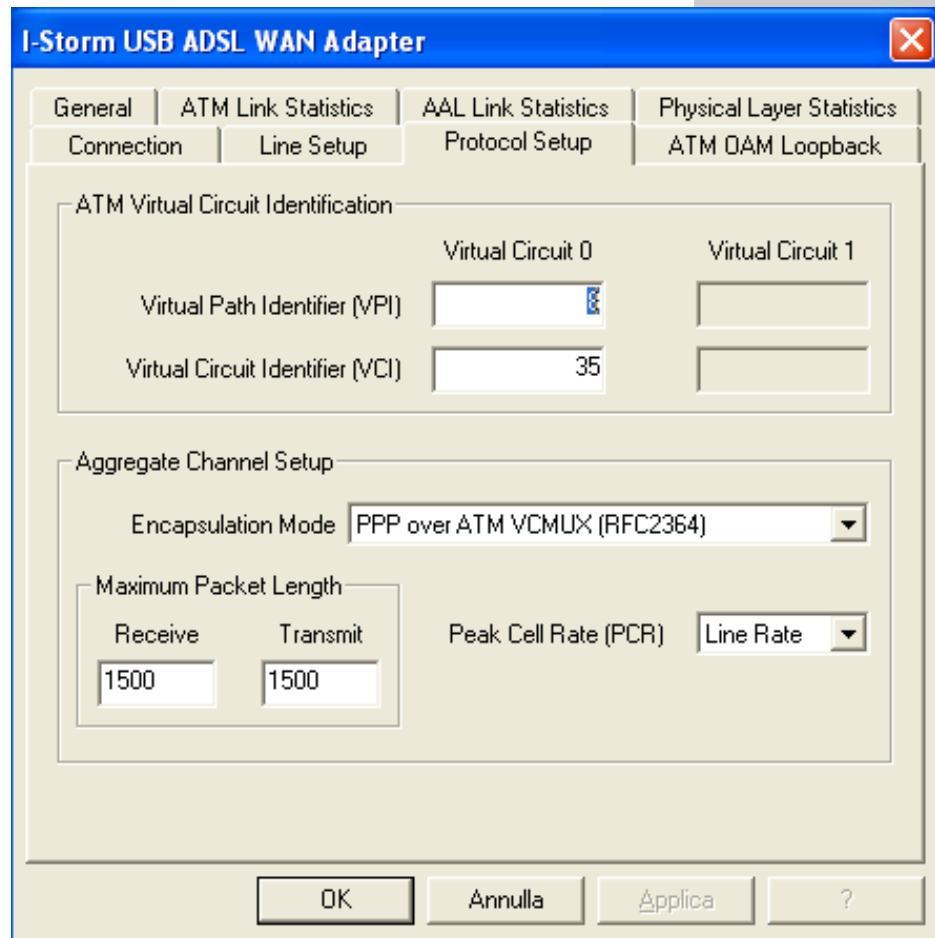 I-Storm USB ADSL WAN Adapter
General ATM Link Statistics AAL Link Statistics Physical Layer Statistics
Connection Line Setup Protocol Setup ATM OAM Loopback
ATM Virtual Circuit Identification
Virtual Circuit 0 Virtual Circuit 1
Virtual Path Identifier (VPI) 8
Virtual Circuit Identifier (VCI) 35
Aggregate Channel Setup
Encapsulation Mode PPP over ATM VCMUX (RFC2364)
Maximum Packet Length
Receive Transmit Peak Cell Rate (PCR) Line Rate
1500 1500
OK Annulla Applica ?